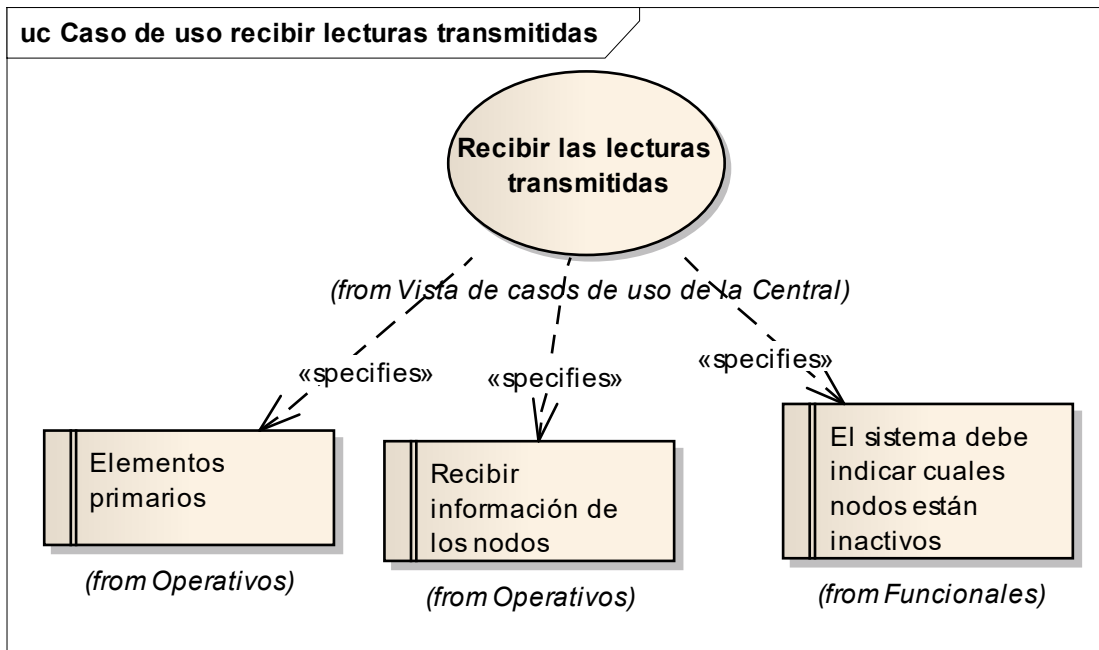 uc Caso de uso recibir lecturas transmitidas
Recibir las lecturas
transmitidas
(from Vista de casos de uso de la Central)
«specifies»
«specifies»
«specifies»
Elementos
primarios
(from Operativos)
Recibir
información de
los nodos
(from Operativos)
El sistema debe
indicar cuales
nodos están
inactivos
(from Funcionales)